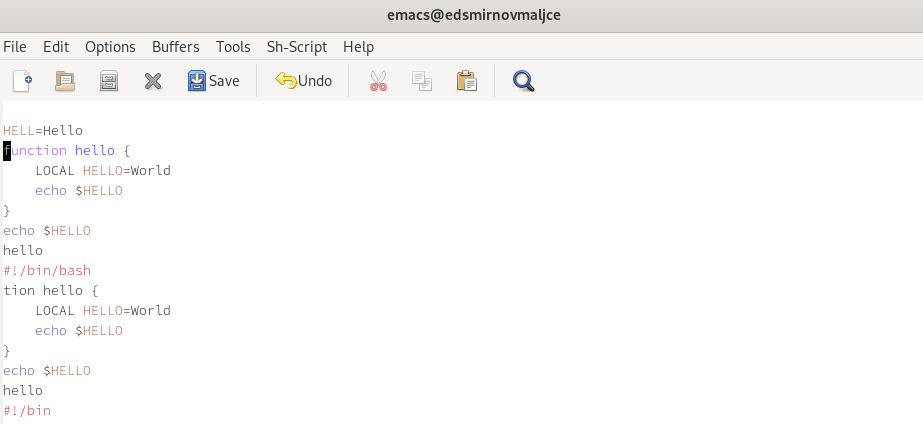 emacs@edsmirnovmaljce
File Edit Options Buffers Tools Sh-Script Help
Save Undo
HELL=Hello
function hello {
    LOCAL HELLO=World
    echo $HELLO
}
echo $HELLO
hello
#!/bin/bash
tion hello {
    LOCAL HELLO=World
    echo $HELLO
}
echo $HELLO
hello
#!/bin